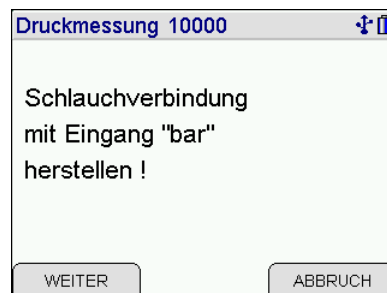 Druckmessung 10000
Schlauchverbindung
mit Eingang "bar"
herstellen !
WEITER
ABBRUCH